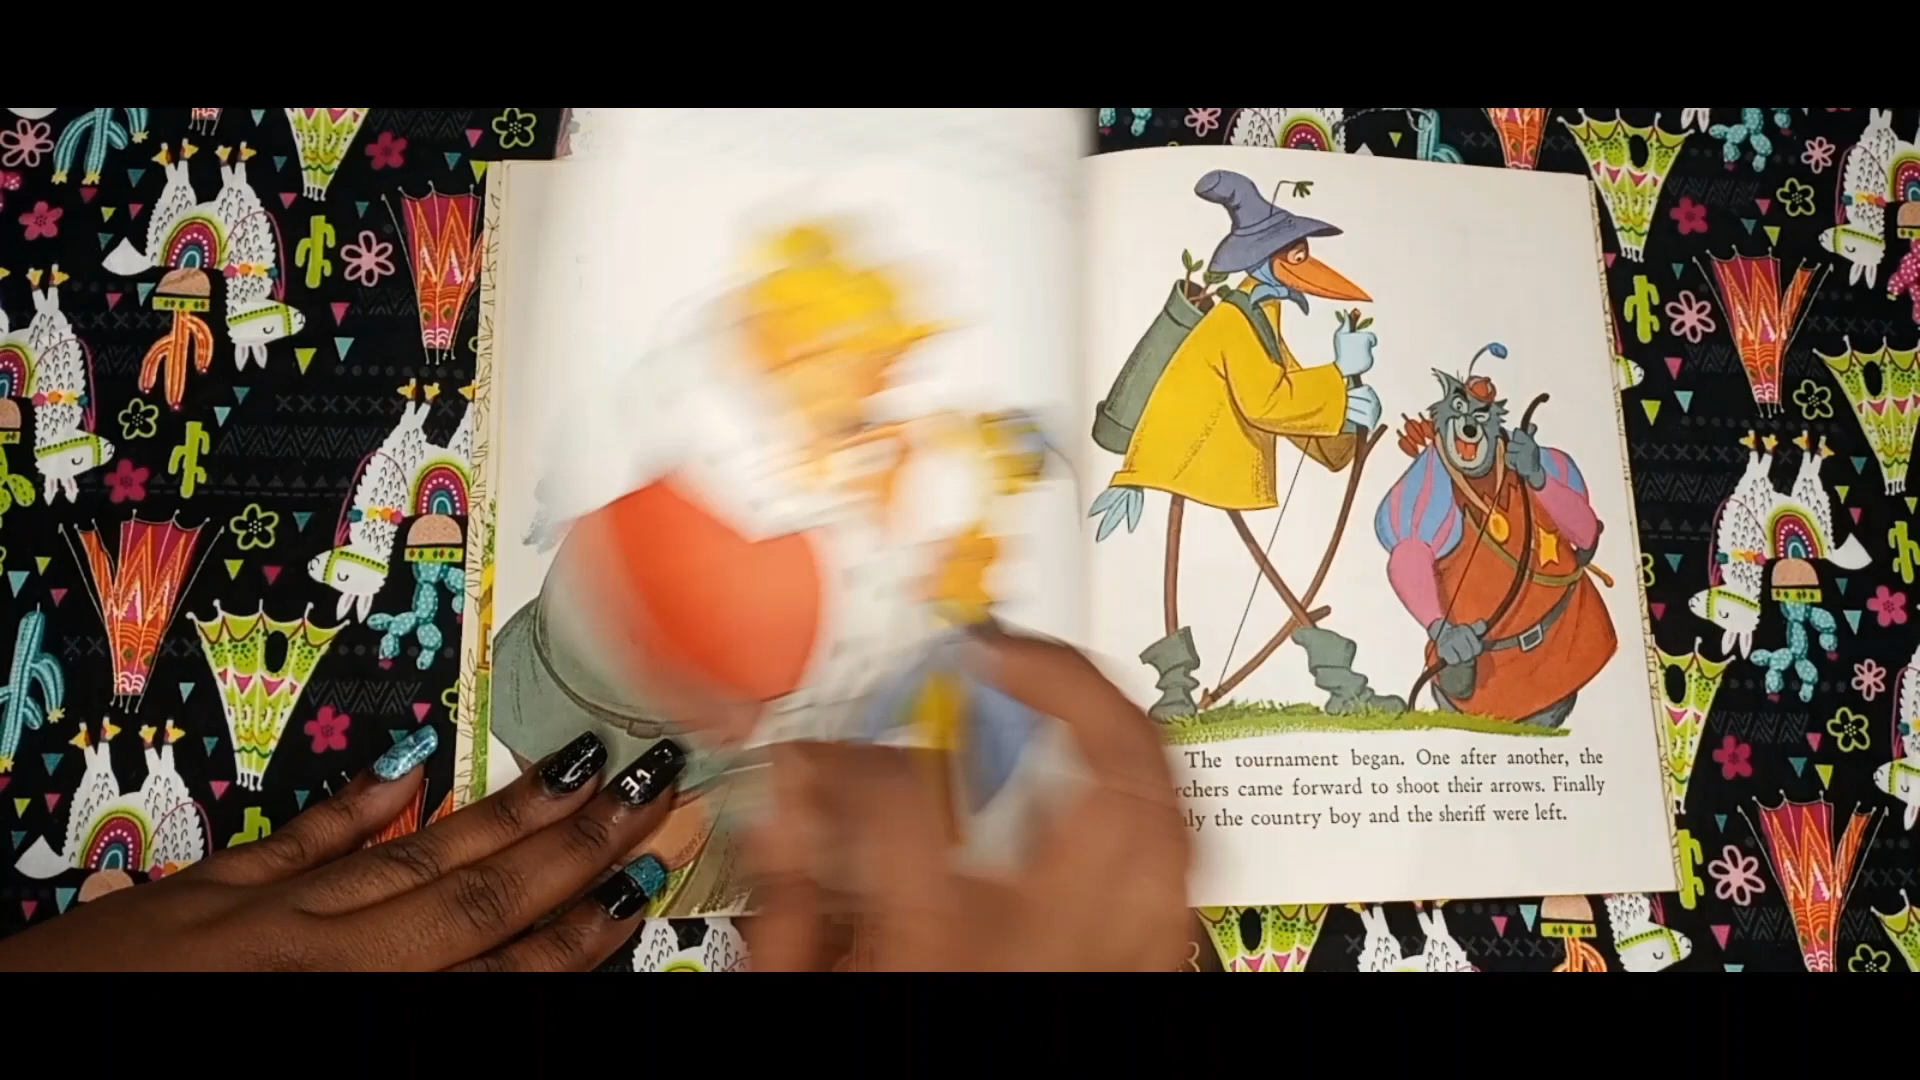 The tournament began. One after another, the
rchers came forward to shoot their arrows. Finally
ly the country boy and the sheriff were left.